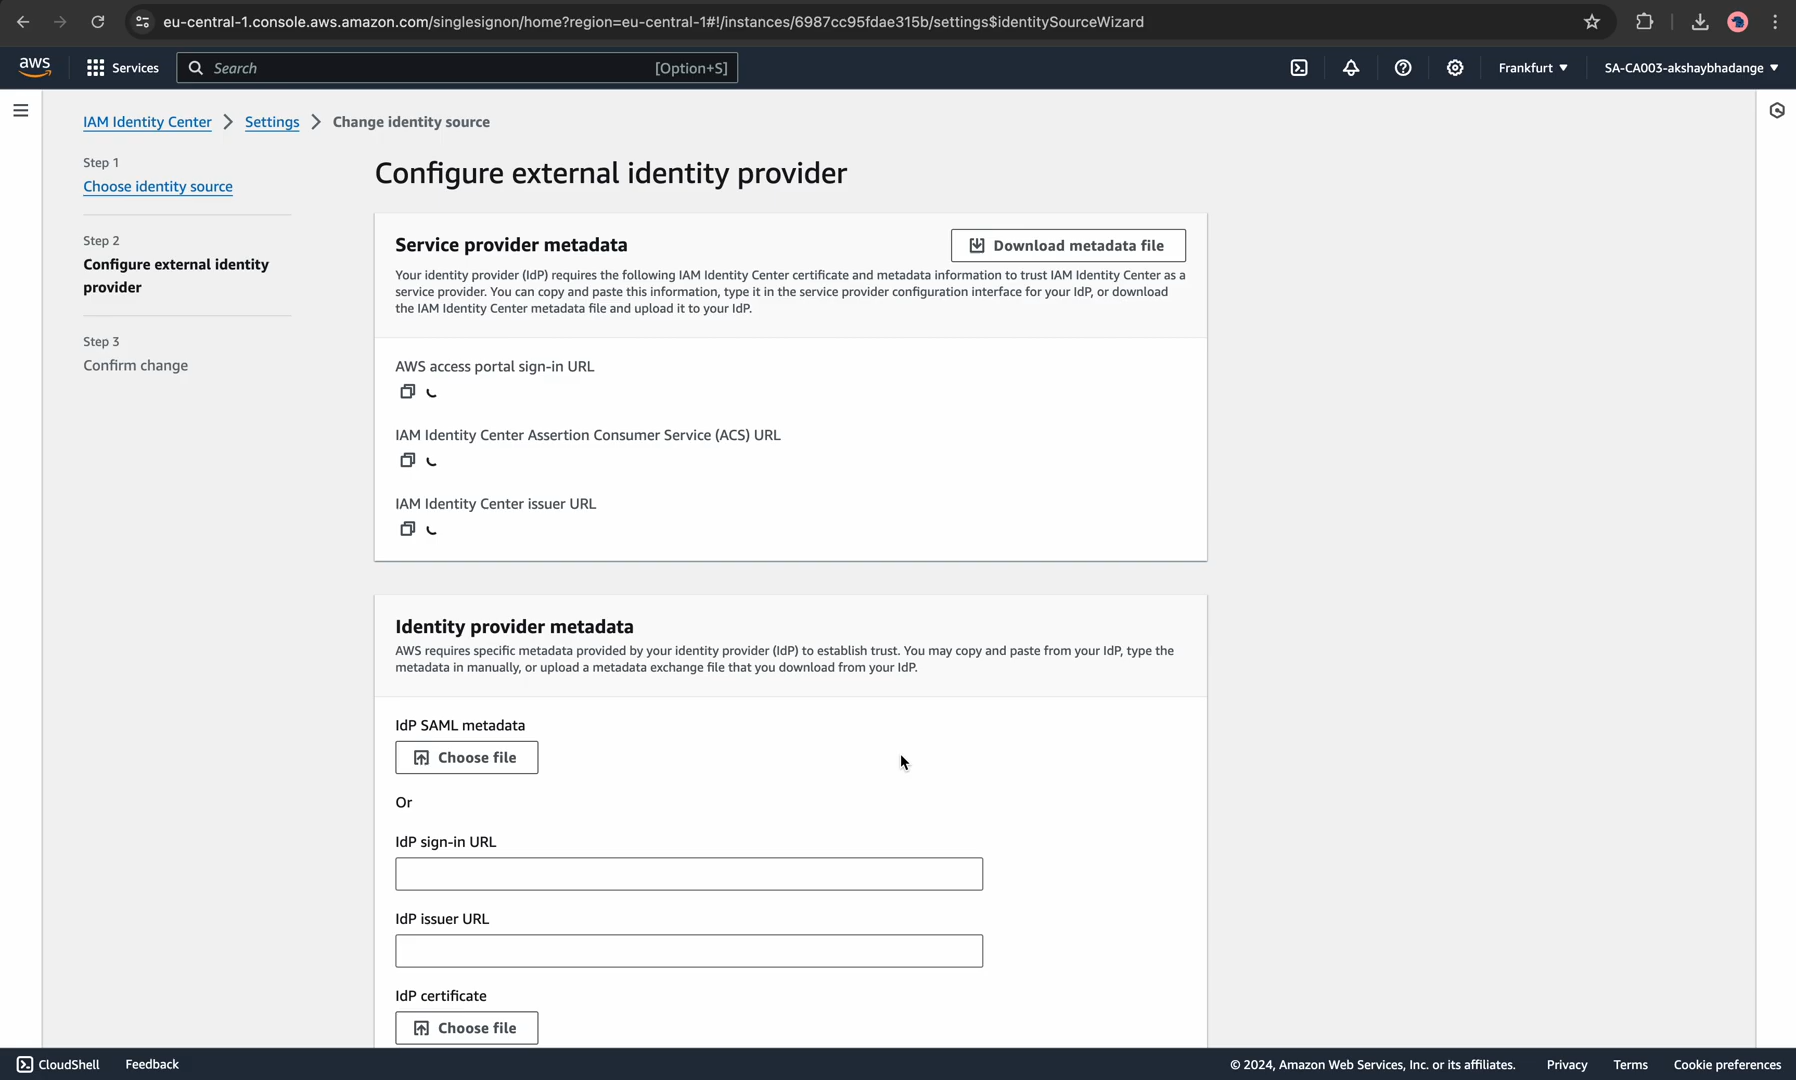 eu-central-1.console.aws.amazon.com/singlesignon/home?region=eu-central-1#!/instances/6987cc95fdae315b/settings$identitySourceWizard
aws
Services
Search
[Option+S]
Frankfurt
SA-CA003-akshaybhadange
IAM Identity Center
Settings
Change identity source
Step 1
Choose identity source
Step 2
Configure external identity
provider
Step 3
Confirm change
Configure external identity provider
Service provider metadata
Download metadata file
Your identity provider (IdP) requires the following IAM Identity Center certificate and metadata information to trust IAM Identity Center as a
service provider. You can copy and paste this information, type it in the service provider configuration interface for your IdP, or download
the IAM Identity Center metadata file and upload it to your IdP.
AWS access portal sign-in URL
IAM Identity Center Assertion Consumer Service (ACS) URL
IAM Identity Center issuer URL
Identity provider metadata
AWS requires specific metadata provided by your identity provider (IdP) to establish trust. You may copy and paste from your IdP, type the
metadata in manually, or upload a metadata exchange file that you download from your IdP.
IdP SAML metadata
Choose file
Or
IdP sign-in URL
IdP issuer URL
IdP certificate
Choose file
CloudShell
Feedback
© 2024, Amazon Web Services, Inc. or its affiliates.
Privacy
Terms
Cookie preferences